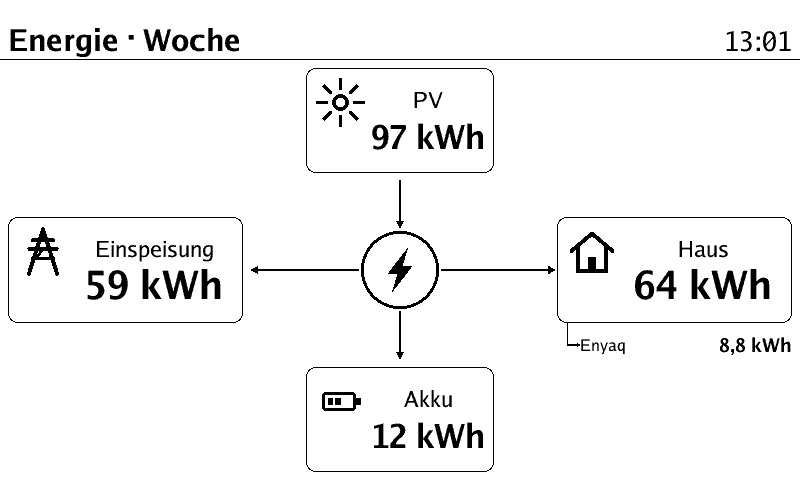 Energie · Woche
13:01
PV
97 kWh
Einspeisung
59 kWh
Haus
64 kWh
Enyaq
8,8 kWh
Akku
12 kWh